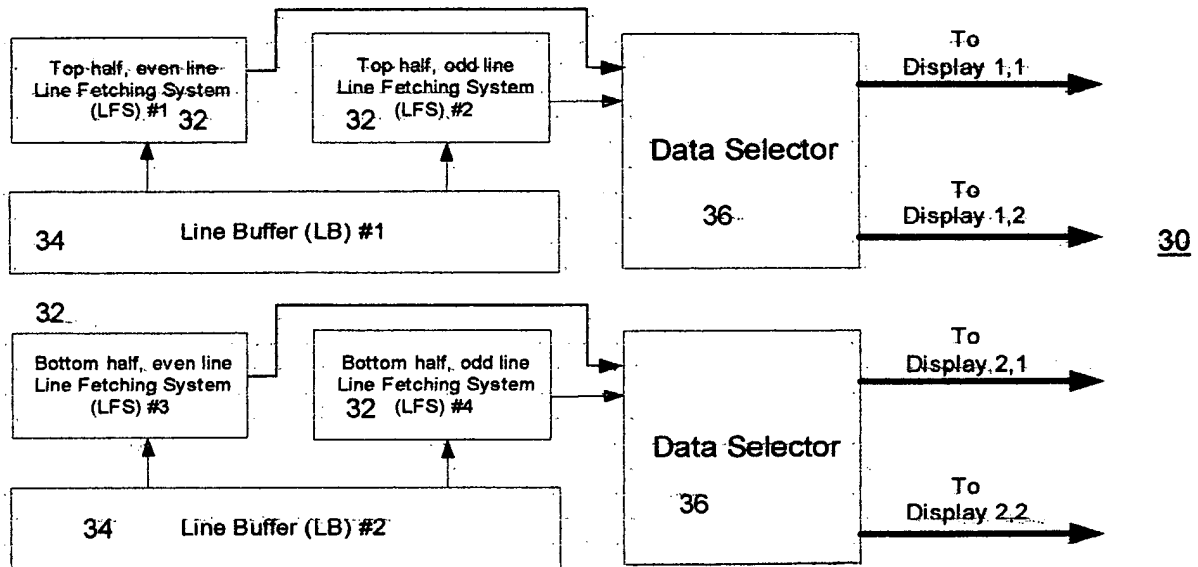 Top half, even line
Line Fetching System
(LFS) #1 32
Top half, odd line
Line Fetching System
32 (LFS) #2
Data Selector
36
To
Display 1,1
To
Display 1,2
34 Line Buffer (LB) #1
30
32
Bottom half, even line
Line Fetching System
(LFS) #3
Bottom half, odd line
Line Fetching System
32 (LFS) #4
Data Selector
36
To
Display 2,1
To
Display 2,2
34 Line Buffer (LB) #2